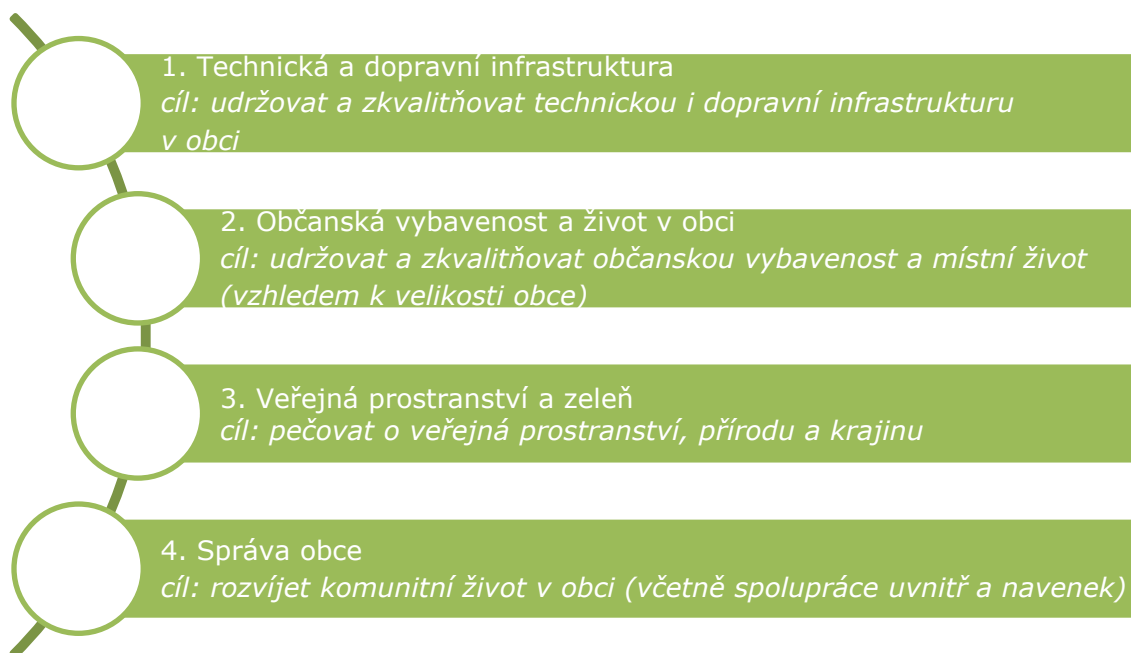 1. Technická a dopravní infrastruktura
cíl: udržovat a zkvalitňovat technickou i dopravní infrastrukturu
v obci
2. Občanská vybavenost a život v obci
cíl: udržovat a zkvalitňovat občanskou vybavenost a místní život
(vzhledem k velikosti obce)
3. Veřejná prostranství a zeleň
cíl: pečovat o veřejná prostranství, přírodu a krajinu
4. Správa obce
cíl: rozvíjet komunitní život v obci (včetně spolupráce uvnitř a navenek)